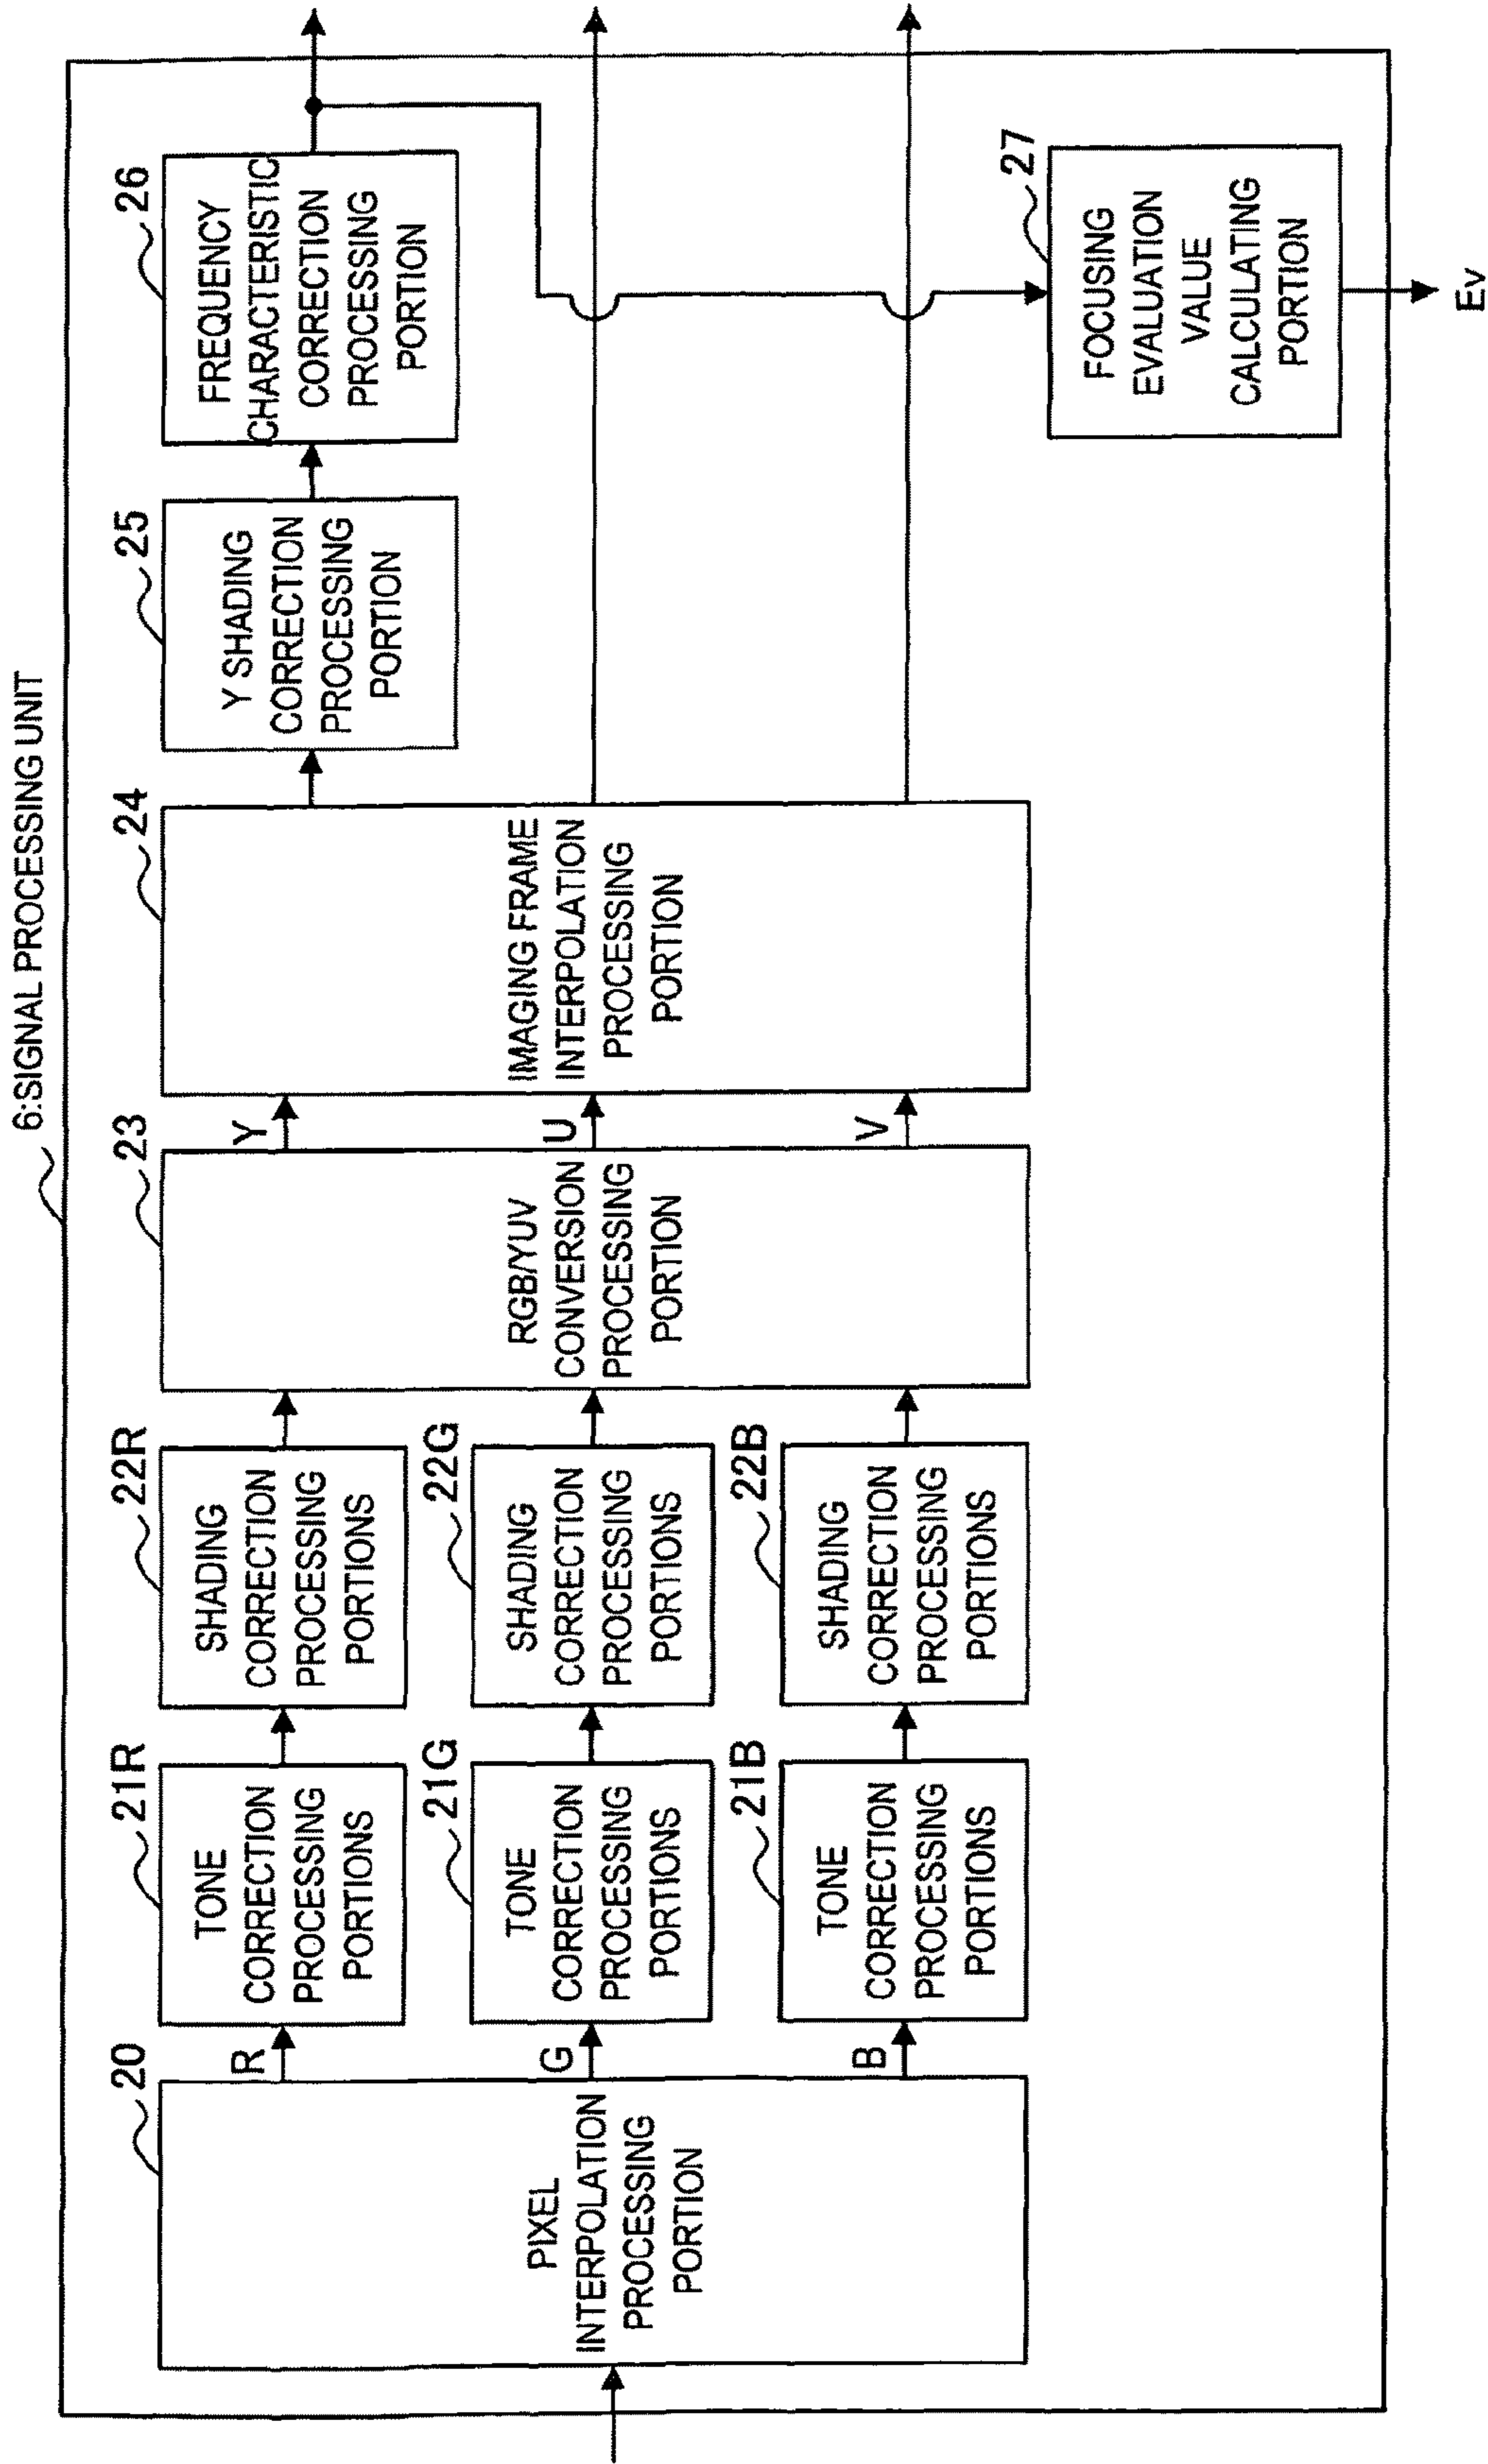 6:SIGNAL PROCESSING UNIT
20
PIXEL
INTERPOLATION
PROCESSING
PORTION
R
G
B
21R
TONE
CORRECTION
PROCESSING
PORTIONS
21G
TONE
CORRECTION
PROCESSING
PORTIONS
21B
TONE
CORRECTION
PROCESSING
PORTIONS
22R
SHADING
CORRECTION
PROCESSING
PORTIONS
22G
SHADING
CORRECTION
PROCESSING
PORTIONS
22B
SHADING
CORRECTION
PROCESSING
PORTIONS
23
RGB/YUV
CONVERSION
PROCESSING
PORTION
Y
U
V
24
IMAGING FRAME
INTERPOLATION
PROCESSING
PORTION
25
Y SHADING
CORRECTION
PROCESSING
PORTION
26
FREQUENCY
CHARACTERISTIC
CORRECTION
PROCESSING
PORTION
27
FOCUSING
EVALUATION
VALUE
CALCULATING
PORTION
Ev